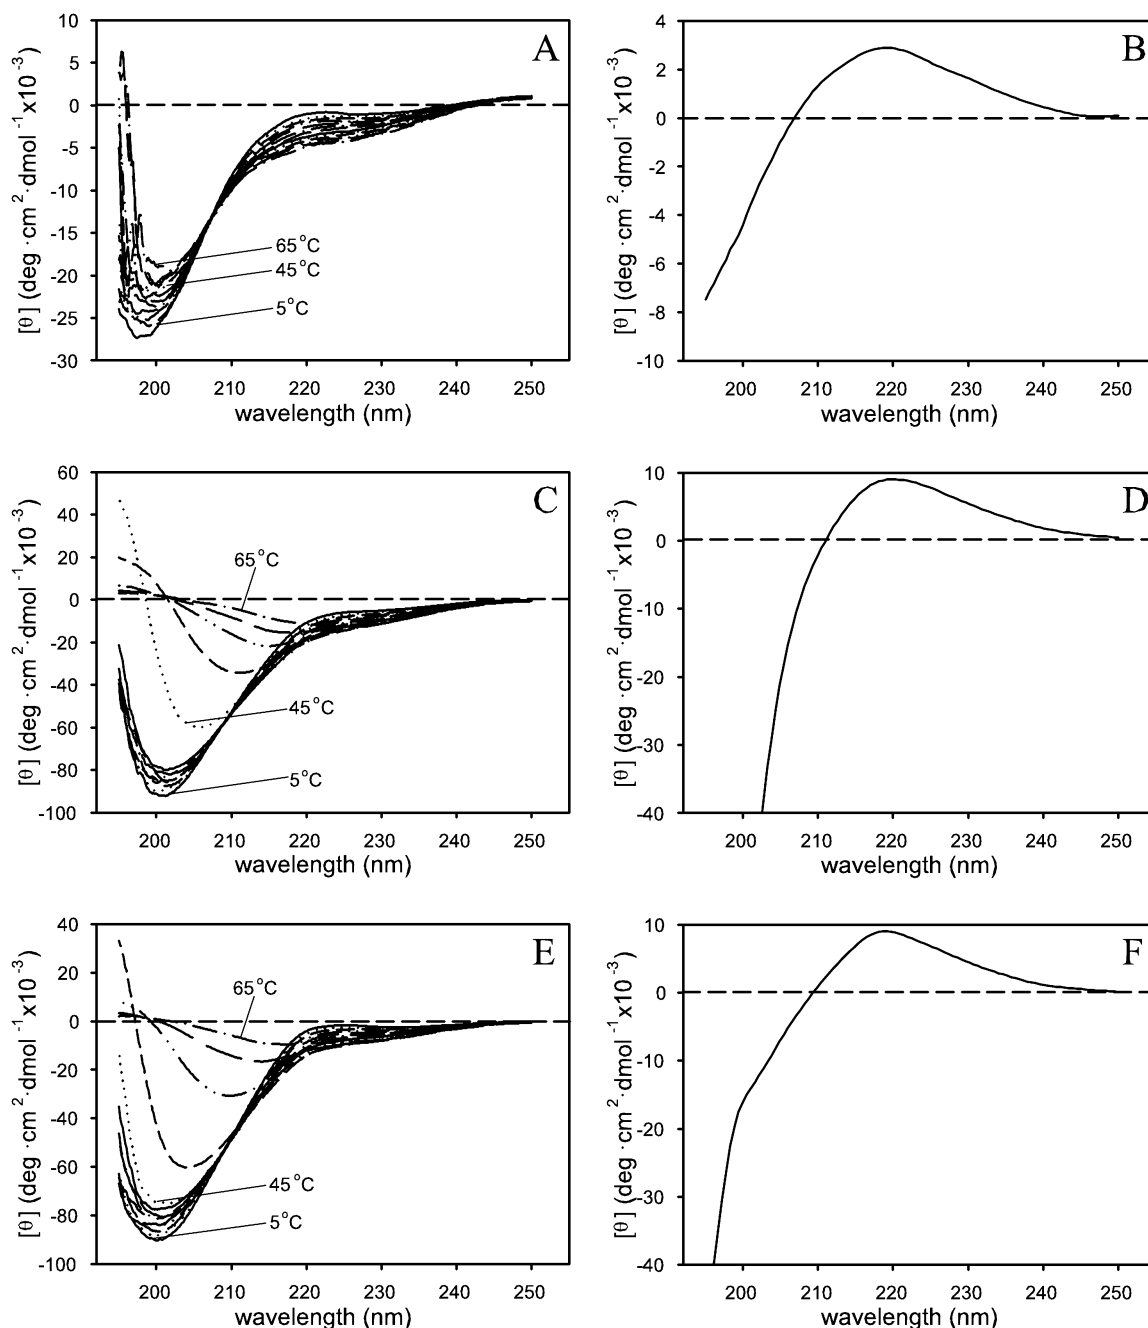 A
[θ] (deg·cm²·dmol⁻¹x10⁻³)
10
5
0
-5
-10
-15
-20
-25
-30
65°C
45°C
5°C
200 210 220 230 240 250
wavelength (nm)
B
[θ] (deg·cm²·dmol⁻¹x10⁻³)
4
2
0
-2
-4
-6
-8
-10
200 210 220 230 240 250
wavelength (nm)
C
[θ] (deg·cm²·dmol⁻¹x10⁻³)
60
40
20
0
-20
-40
-60
-80
-100
65°C
45°C
5°C
200 210 220 230 240 250
wavelength (nm)
D
[θ] (deg·cm²·dmol⁻¹x10⁻³)
10
0
-10
-20
-30
-40
200 210 220 230 240 250
wavelength (nm)
E
[θ] (deg·cm²·dmol⁻¹x10⁻³)
40
20
0
-20
-40
-60
-80
-100
65°C
45°C
5°C
200 210 220 230 240 250
wavelength (nm)
F
[θ] (deg·cm²·dmol⁻¹x10⁻³)
10
0
-10
-20
-30
-40
200 210 220 230 240 250
wavelength (nm)